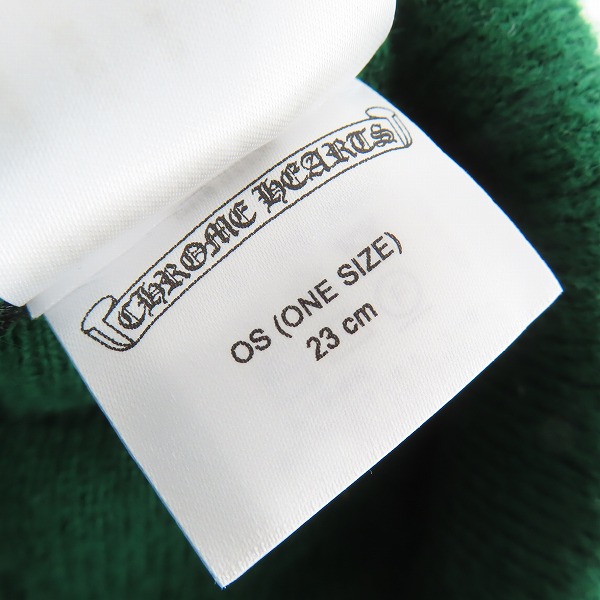 CHROME HEARTS
OS (ONE SIZE)
23 cm